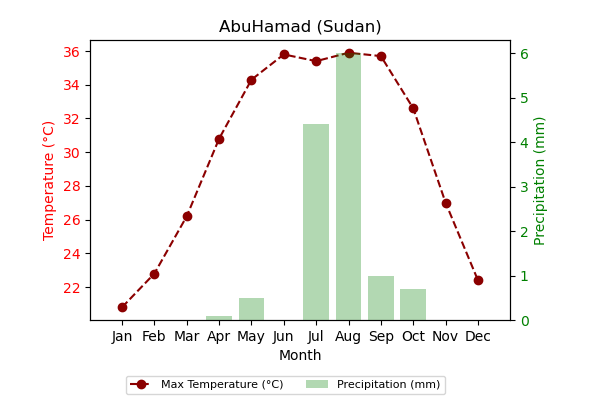 AbuHamad (Sudan)
36
34
32
30
28
26
24
22
Temperature (°C)
6
5
4
3
2
1
0
Precipitation (mm)
Jan Feb Mar Apr May Jun Jul Aug Sep Oct Nov Dec
Month
Max Temperature (°C) Precipitation (mm)